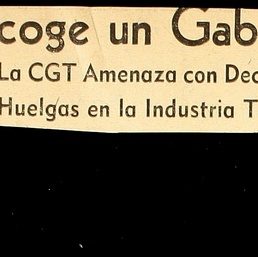 coge un Gab
La CGT Amenaza con Dec
Huelgas en la Industria T